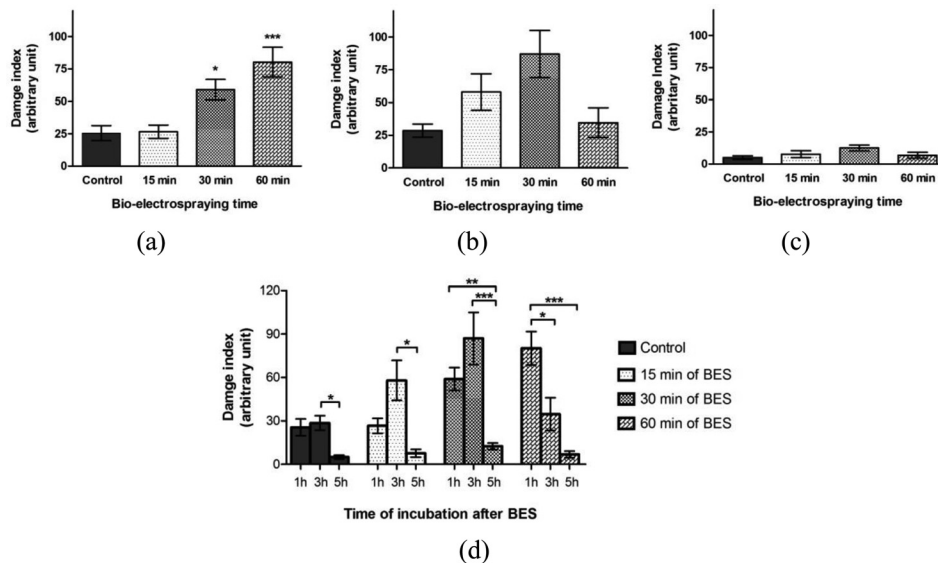 Damge index
(arbitrary unit)
100
75
50
25
0
*
***
Control 15 min 30 min 60 min
Bio-electrospraying time
(a)
Damge index
(arbitrary unit)
100
75
50
25
0
Control 15 min 30 min 60 min
Bio-electrospraying time
(b)
Damage Index
(arbritary unit)
100
75
50
25
0
Control 15 min 30 min 60 min
Bio-electrospraying time
(c)
Damge index
(arbitrary unit)
120
90
60
30
0
*
*
**
***
***
*
1h 3h 5h 1h 3h 5h 1h 3h 5h 1h 3h 5h
Time of incubation after BES
Control
15 min of BES
30 min of BES
60 min of BES
(d)